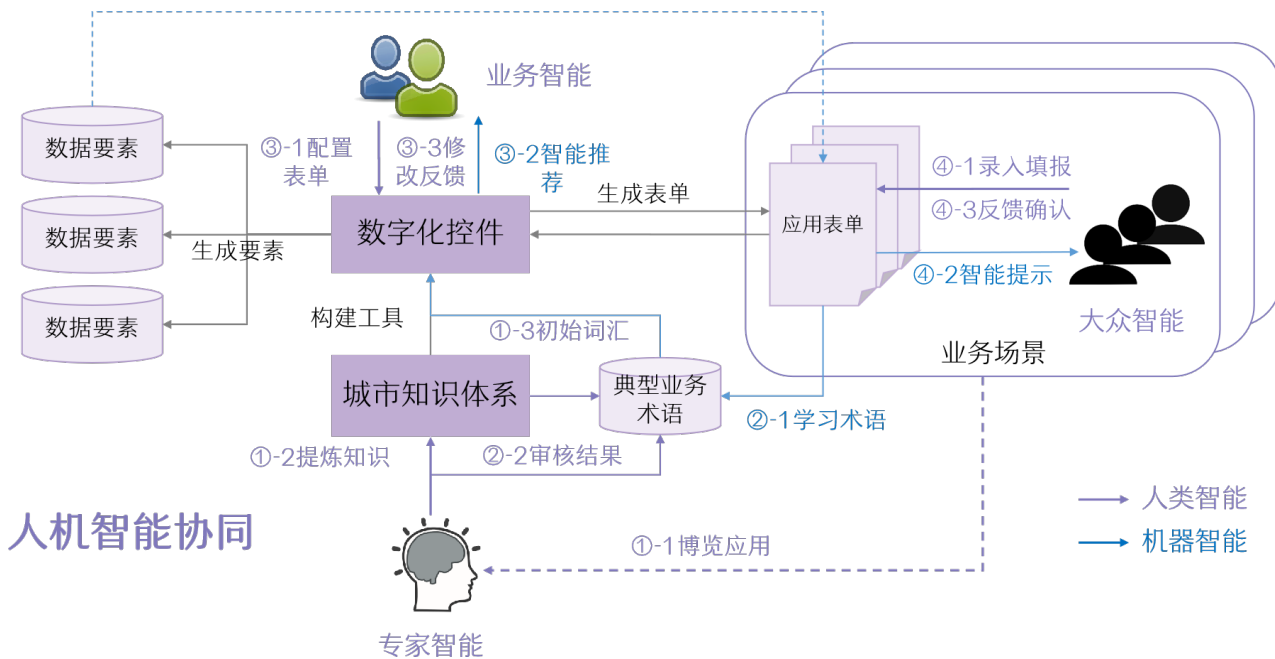 业务智能
数据要素
③-1配置
表单
③-3修
改反馈
③-2智能推
荐
④-1录入填报
生成表单
④-3反馈确认
数据要素
生成要素
数字化控件
应用表单
④-2智能提示
数据要素
构建工具
①-3初始词汇
大众智能
业务场景
城市知识体系
典型业务
术语
②-1学习术语
①-2提炼知识
②-2审核结果
人类智能
人机智能协同
①-1博览应用
机器智能
专家智能